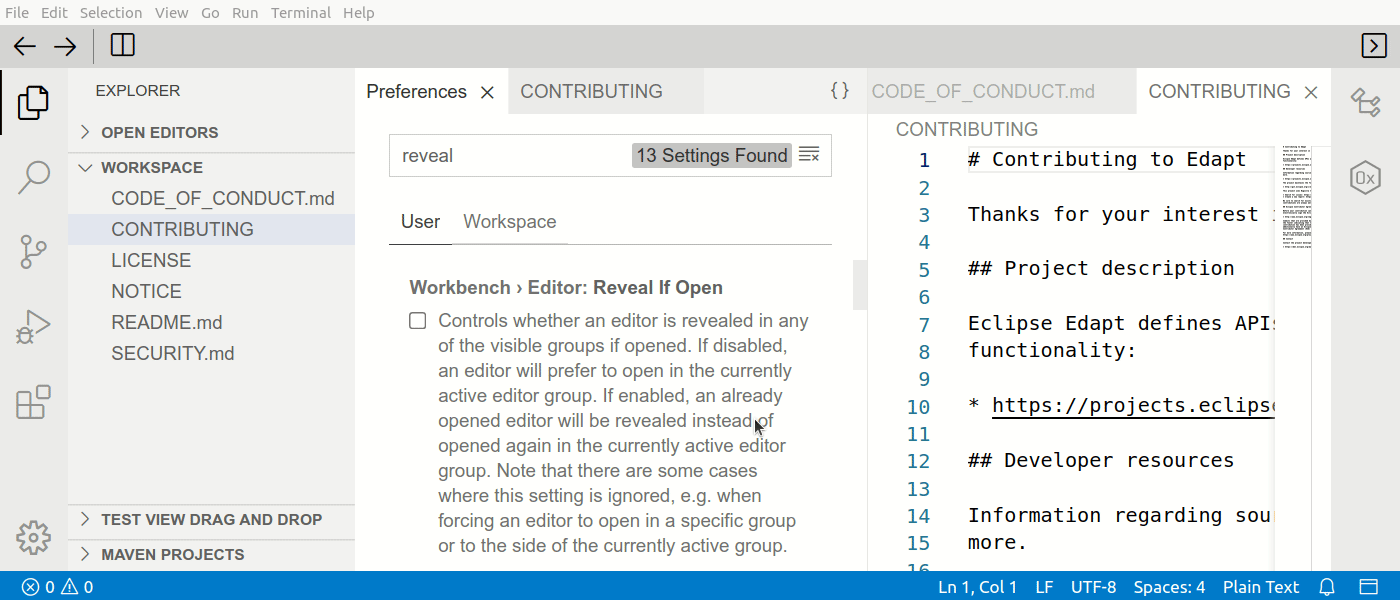 File Edit Selection View Go Run Terminal Help
EXPLORER
OPEN EDITORS
WORKSPACE
CODE_OF_CONDUCT.md
CONTRIBUTING
LICENSE
NOTICE
README.md
SECURITY.md
TEST VIEW DRAG AND DROP
MAVEN PROJECTS
Preferences CONTRIBUTING {}
reveal 13 Settings Found
User Workspace
Workbench › Editor: Reveal If Open
Controls whether an editor is revealed in any
of the visible groups if opened. If disabled,
an editor will prefer to open in the currently
active editor group. If enabled, an already
opened editor will be revealed instead of
opened again in the currently active editor
group. Note that there are some cases
where this setting is ignored, e.g. when
forcing an editor to open in a specific group
or to the side of the currently active group.
CODE_OF_CONDUCT.md CONTRIBUTING
CONTRIBUTING
1 # Contributing to Edapt
2
3 Thanks for your interest
4
5 ## Project description
6
7 Eclipse Edapt defines APIs
8 functionality:
9
10 * https://projects.eclipse
11
12 ## Developer resources
13
14 Information regarding sour
15 more.
16
0x
0 0 Ln 1, Col 1 LF UTF-8 Spaces: 4 Plain Text